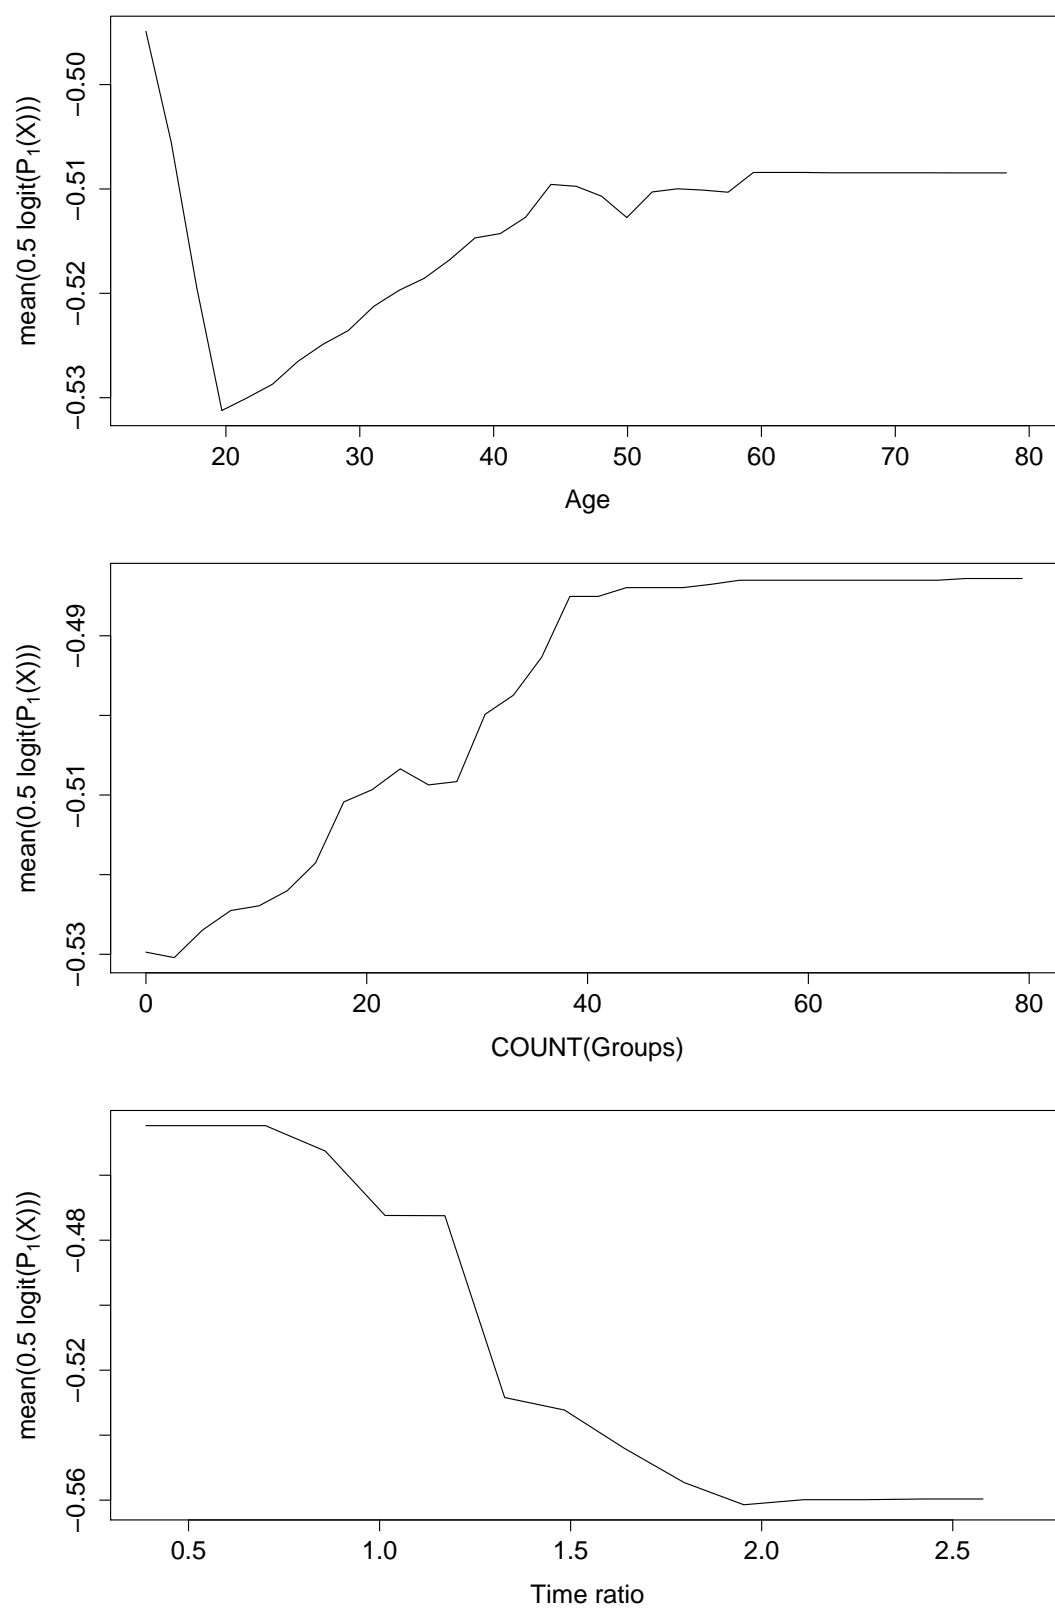 mean(0.5 logit(P₁(X)))
−0.50
−0.51
−0.52
−0.53
20 30 40 50 60 70 80
Age
mean(0.5 logit(P₁(X)))
−0.49
−0.51
−0.53
0 20 40 60 80
COUNT(Groups)
mean(0.5 logit(P₁(X)))
−0.48
−0.52
−0.56
0.5 1.0 1.5 2.0 2.5
Time ratio